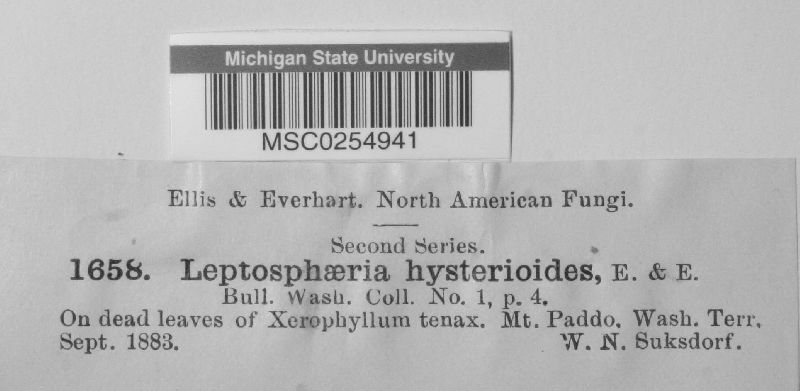 Michigan State University
MSC0254941
Ellis & Everhart. North American Fungi.
Second Series.
1658. Leptosphæria hysterioides, E. & E.
Bull. Wash. Coll. No. 1, p. 4.
On dead leaves of Xerophyllum tenax. Mt. Paddo, Wash. Terr,
Sept. 1883. W. N. Suksdorf.